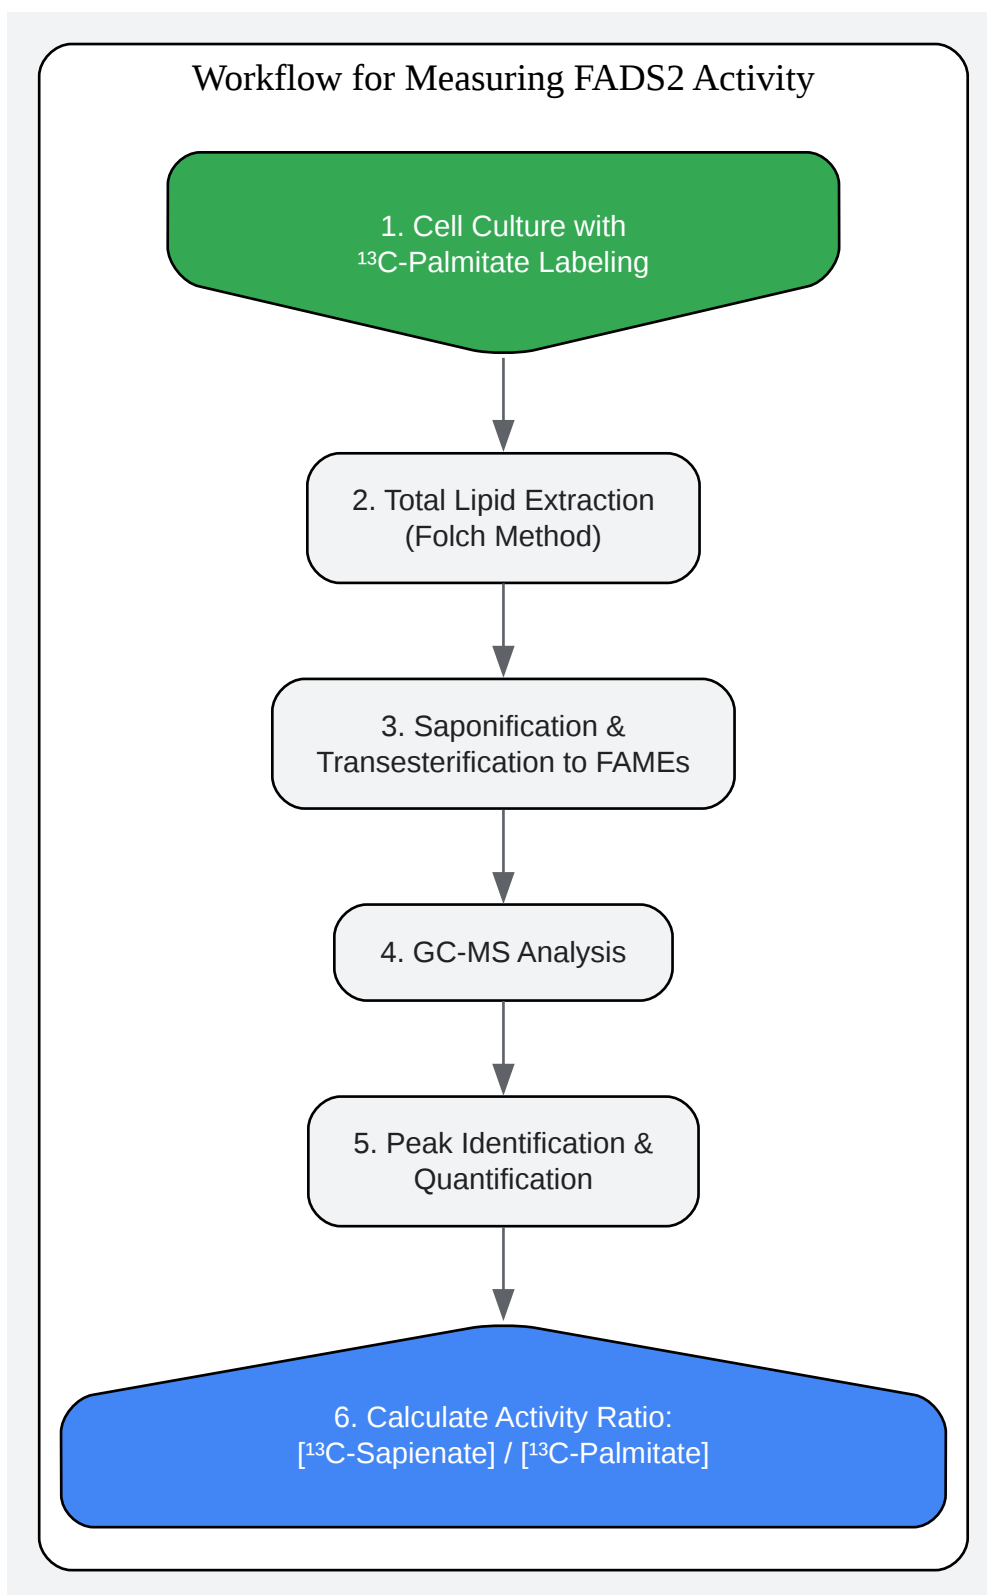 Workflow for Measuring FADS2 Activity
1. Cell Culture with
¹³C-Palmitate Labeling
2. Total Lipid Extraction
(Folch Method)
3. Saponification &
Transesterification to FAMEs
4. GC-MS Analysis
5. Peak Identification &
Quantification
6. Calculate Activity Ratio:
[¹³C-Sapienate] / [¹³C-Palmitate]